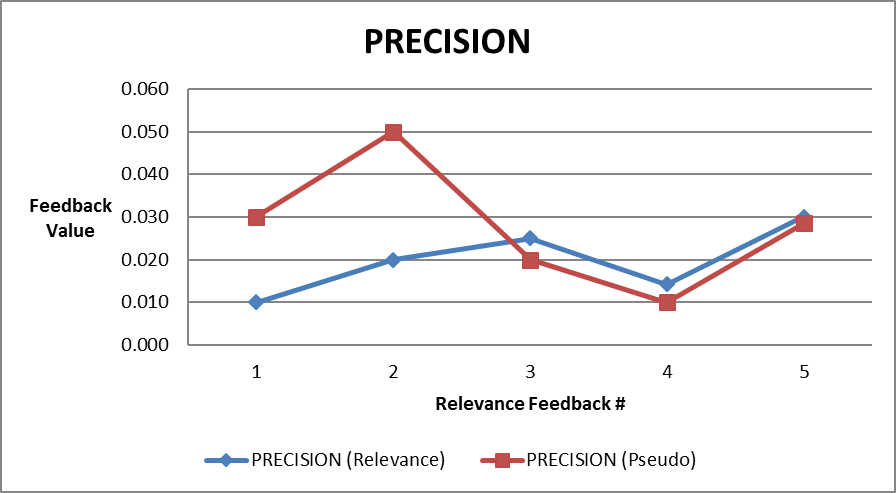 PRECISION
0.060
0.050
0.040
0.030
0.020
0.010
0.000
Feedback
Value
1 2 3 4 5
Relevance Feedback #
PRECISION (Relevance) PRECISION (Pseudo)